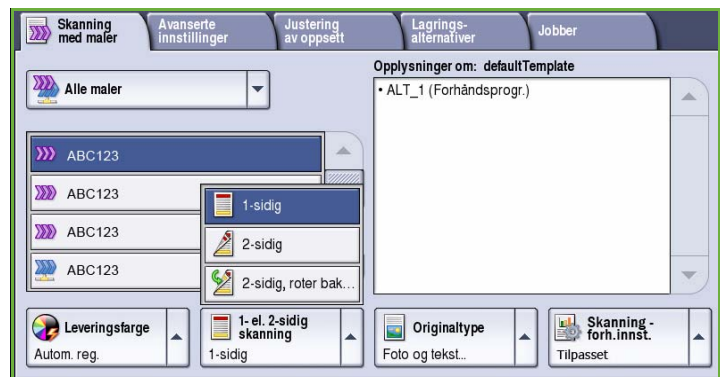 Skanning
med maler
Avanserte
innstillinger
Justering
av oppsett
Lagrings-
alternativer
Jobber
Alle maler
Opplysninger om: defaultTemplate
• ALT_1 (Forhåndsprogr.)
ABC123
ABC123
ABC123
ABC123
1-sidig
2-sidig
2-sidig, roter bak...
Leveringsfarge
Autom. reg.
1- el. 2-sidig
skanning
1-sidig
Originaltype
Foto og tekst...
Skanning -
forh.innst.
Tilpasset